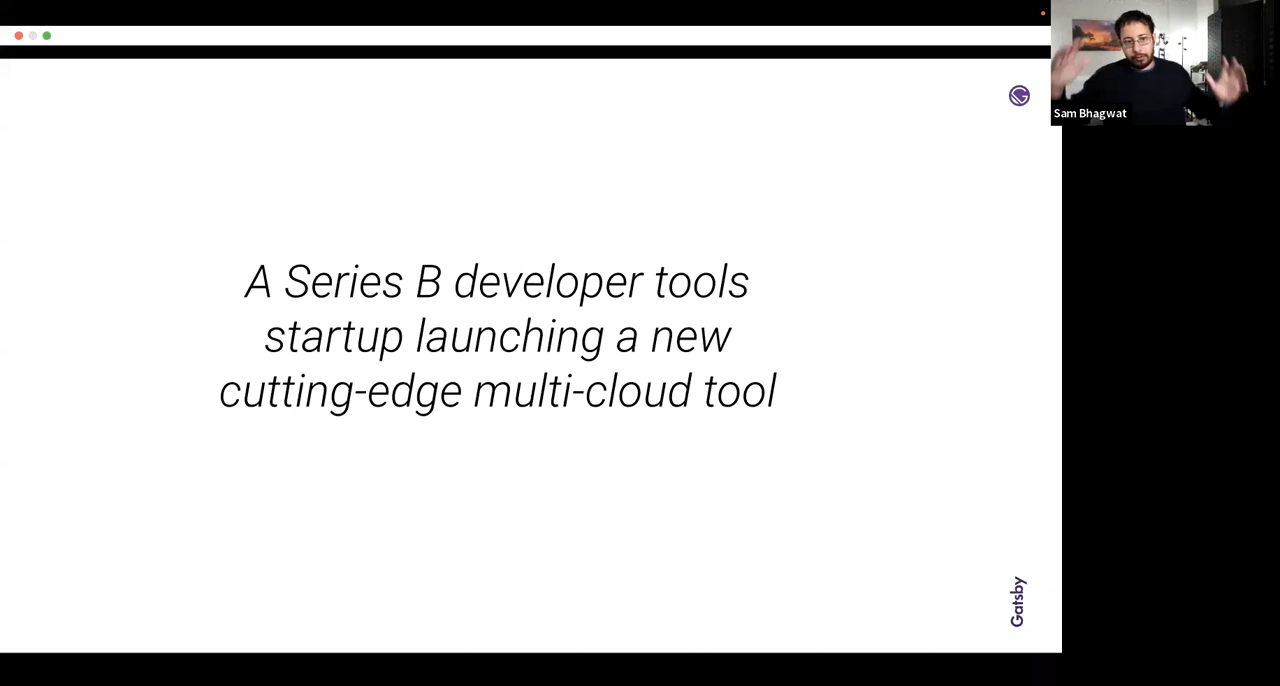 Sam Bhagwat
A Series B developer tools
startup launching a new
cutting-edge multi-cloud tool
Gatsby